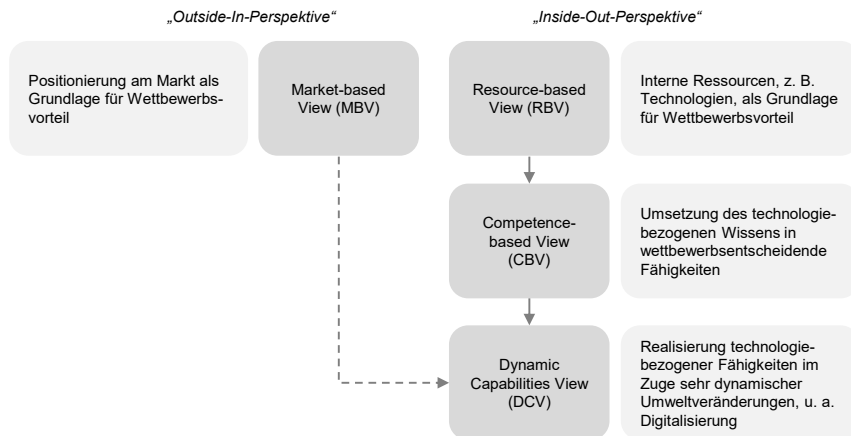 „Outside-In-Perspektive“
„Inside-Out-Perspektive“
Positionierung am Markt als
Grundlage für Wettbewerbs-
vorteil
Market-based
View (MBV)
Resource-based
View (RBV)
Interne Ressourcen, z. B.
Technologien, als Grundlage
für Wettbewerbsvorteil
Competence-
based View
(CBV)
Umsetzung des technologie-
bezogenen Wissens in
wettbewerbsentscheidende
Fähigkeiten
Dynamic
Capabilities View
(DCV)
Realisierung technologie-
bezogener Fähigkeiten im
Zuge sehr dynamischer
Umweltveränderungen, u. a.
Digitalisierung